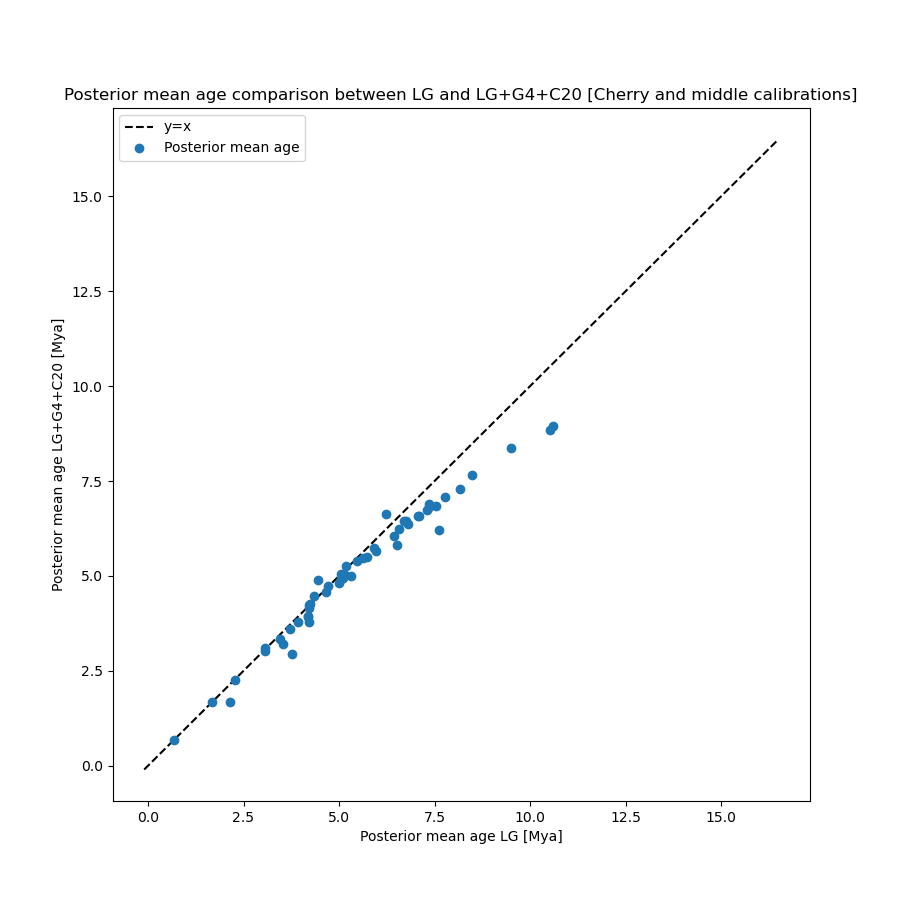 Posterior mean age comparison between LG and LG+G4+C20 [Cherry and middle calibrations]
y=x
Posterior mean age
15.0
12.5
10.0
7.5
5.0
2.5
0.0
Posterior mean age LG+G4+C20 [Mya]
0.0 2.5 5.0 7.5 10.0 12.5 15.0
Posterior mean age LG [Mya]